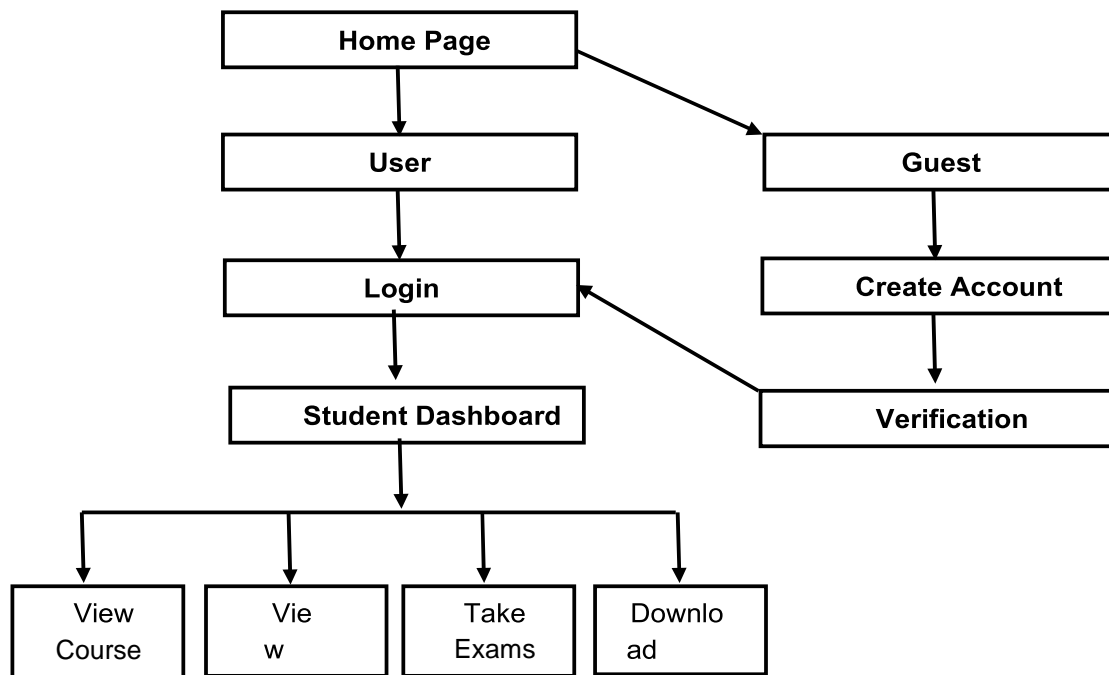 Home Page
User
Guest
Login
Create Account
Student Dashboard
Verification
View
Course
Vie
w
Take
Exams
Downlo
ad